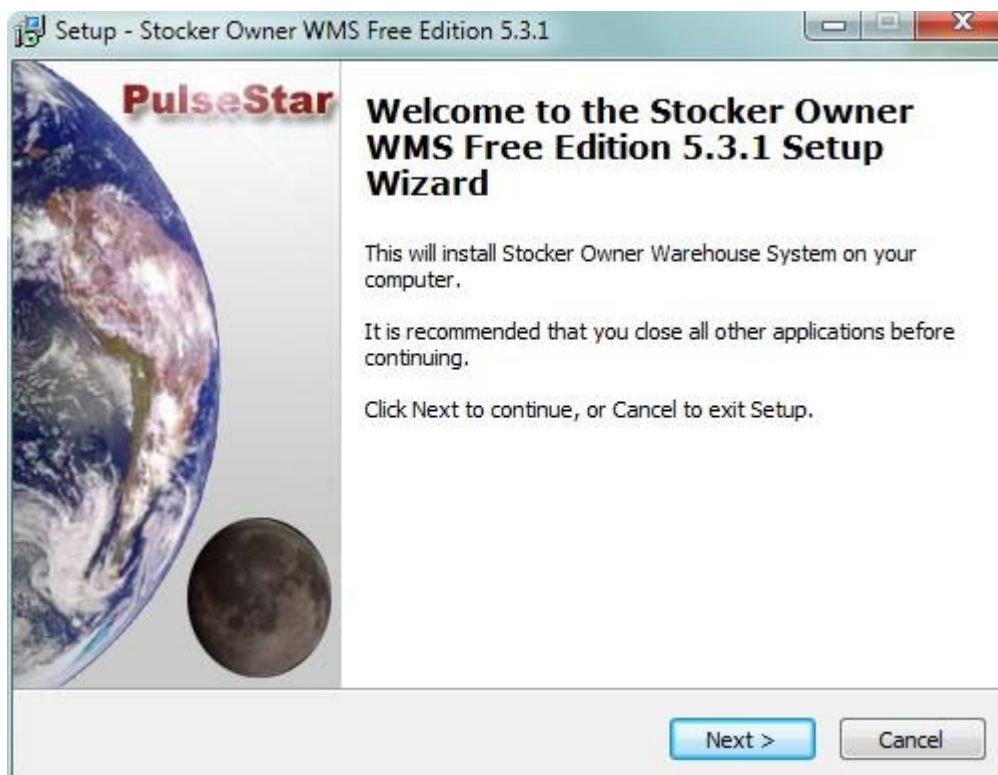 Setup - Stocker Owner WMS Free Edition 5.3.1
PulseStar
Welcome to the Stocker Owner
WMS Free Edition 5.3.1 Setup
Wizard
This will install Stocker Owner Warehouse System on your
computer.
It is recommended that you close all other applications before
continuing.
Click Next to continue, or Cancel to exit Setup.
Next >
Cancel